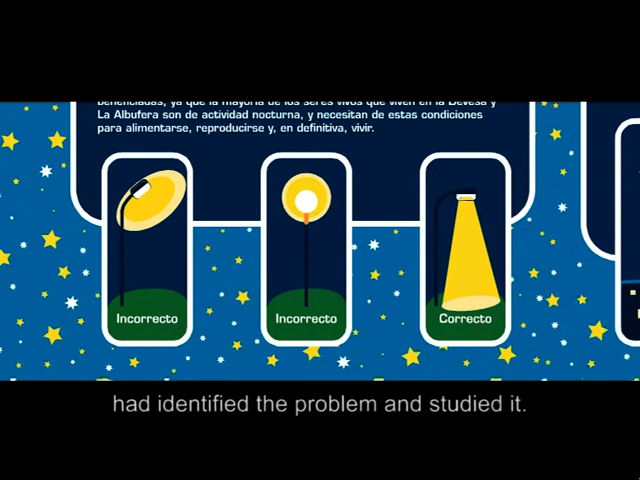 beneficiadas, ya que la mayoría de los seres vivos que viven en la Devesa y
La Albufera son de actividad nocturna, y necesitan de estas condiciones
para alimentarse, reproducirse y, en definitiva, vivir.
Incorrecto
Incorrecto
Correcto
had identified the problem and studied it.